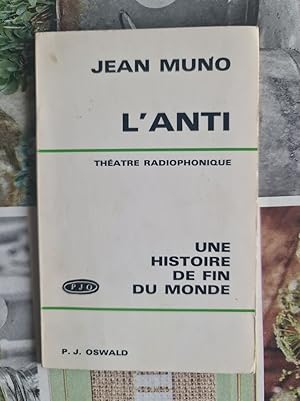 JEAN MUNO
L'ANTI
THÉATRE RADIOPHONIQUE
UNE
HISTOIRE
DE FIN
DU MONDE
PJO
P. J. OSWALD